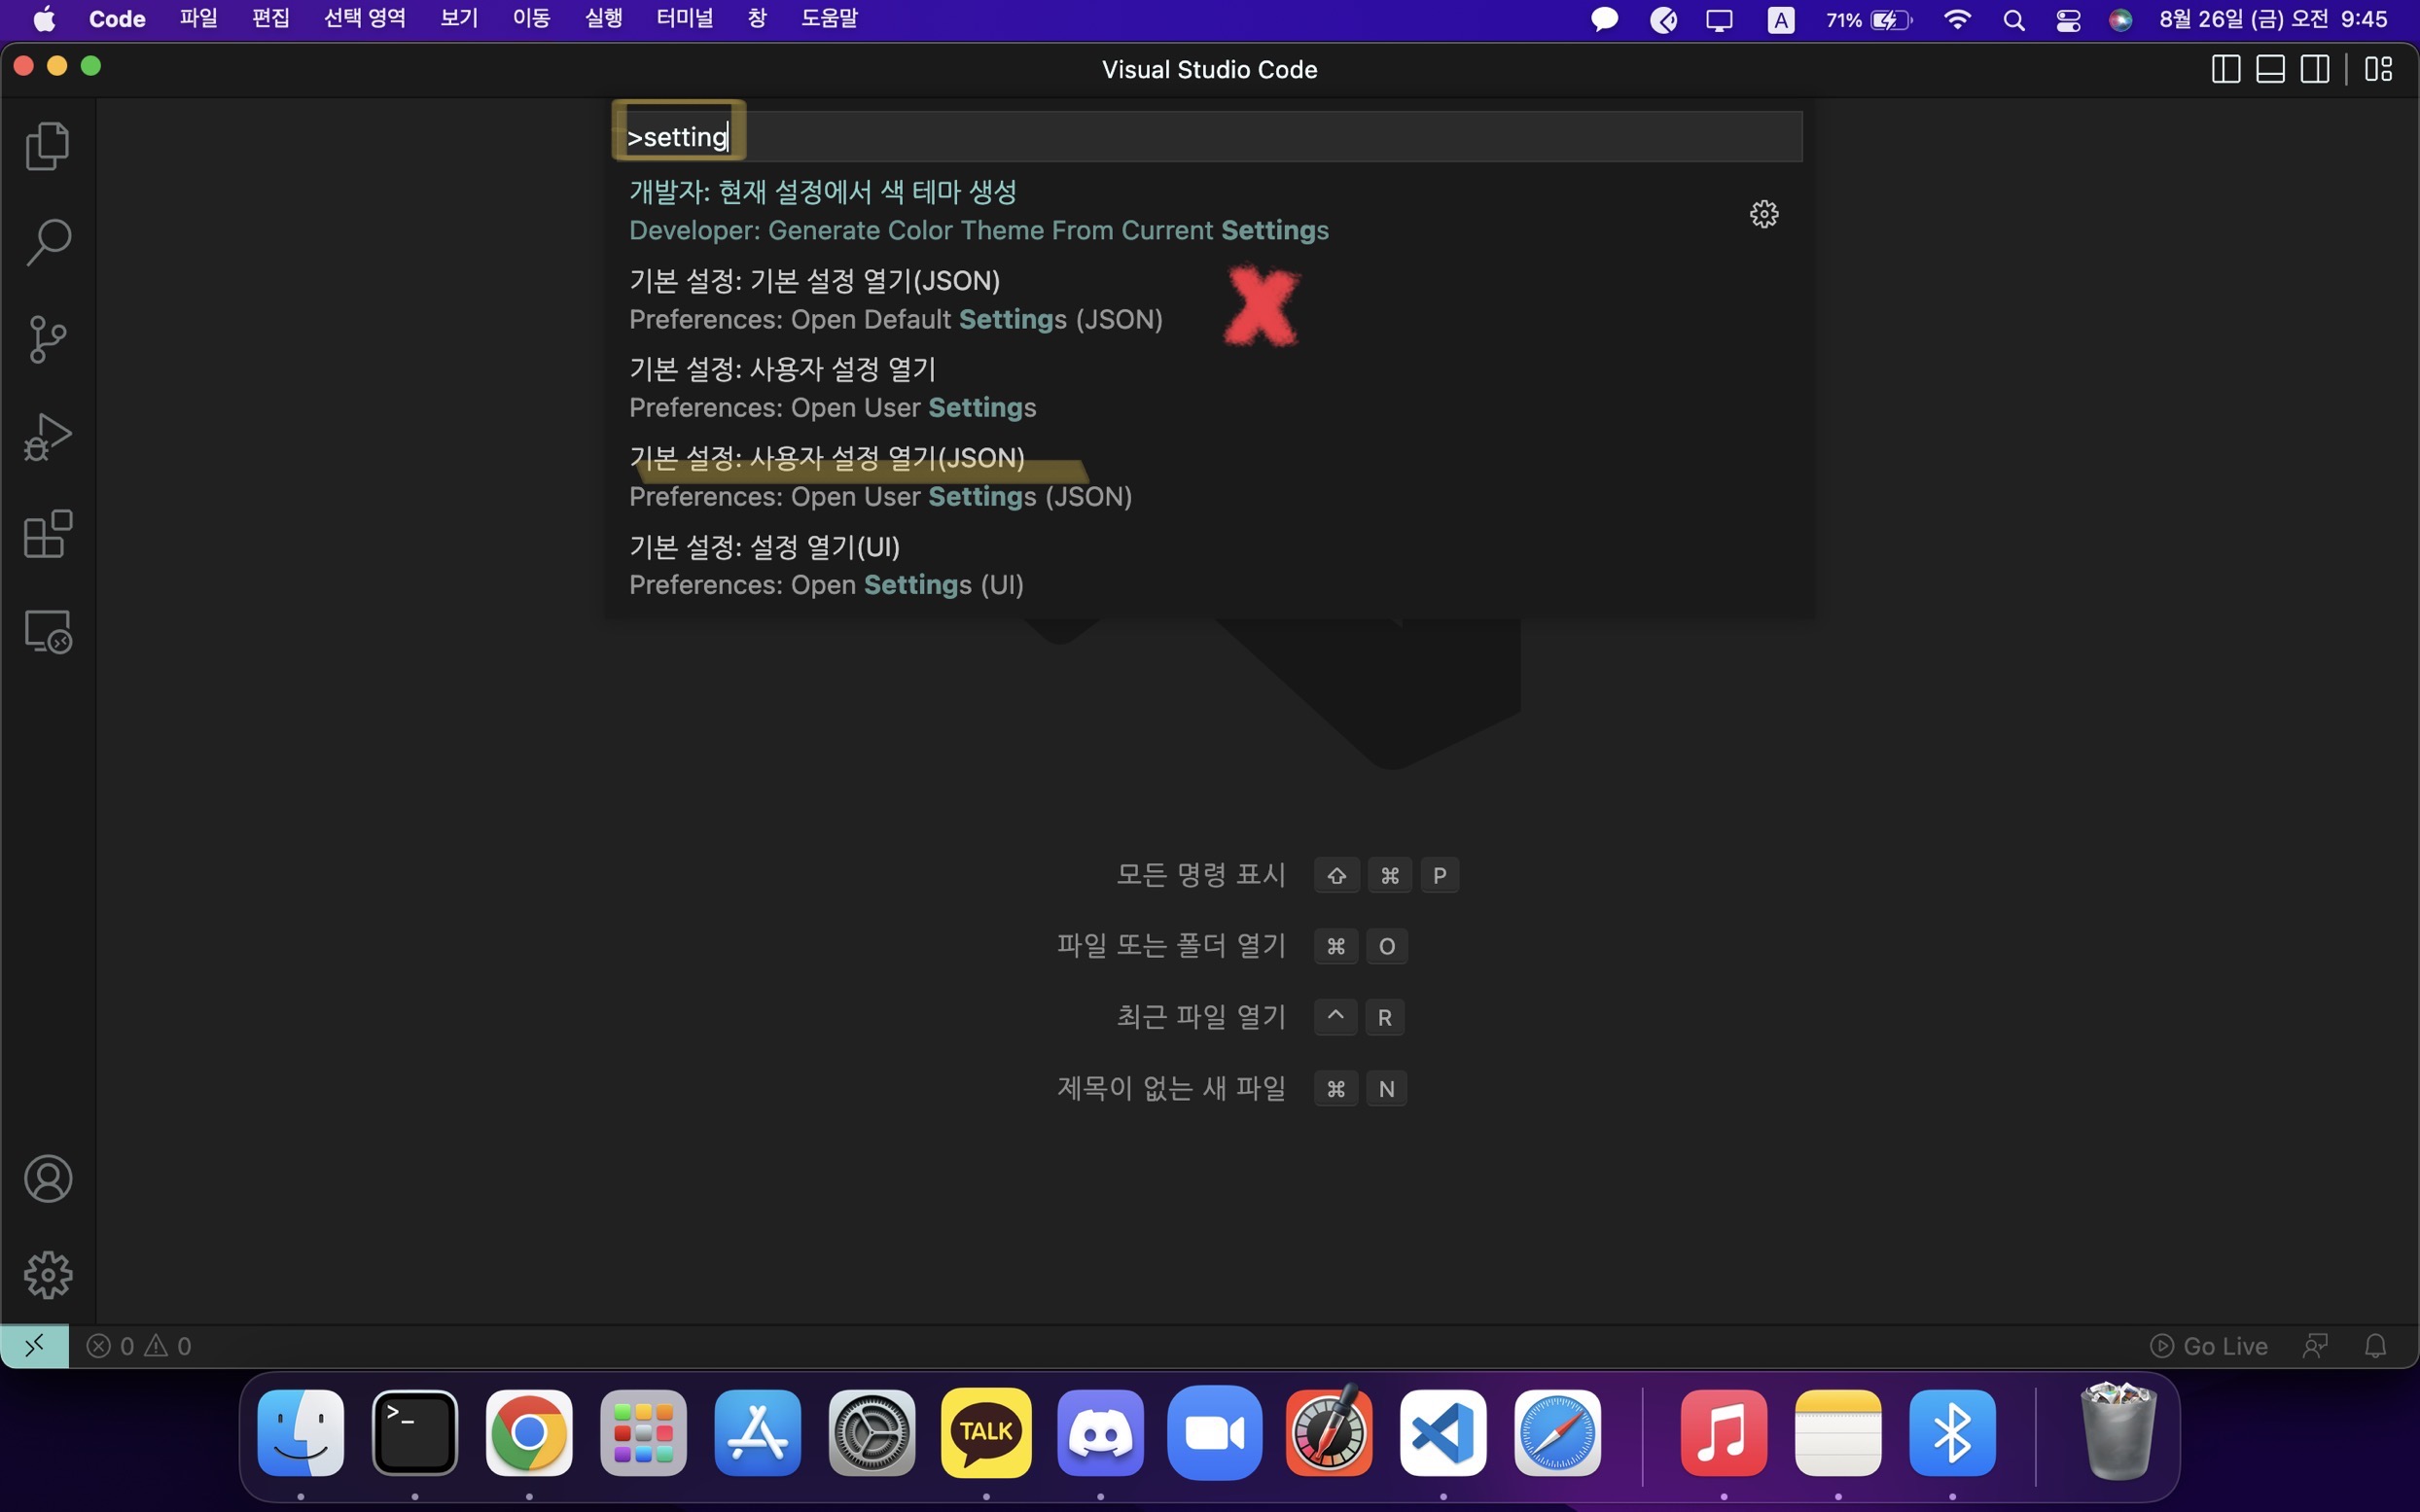 Code 파일 편집 선택 영역 보기 이동 실행 터미널 창 도움말 A 71% 8월 26일 (금) 오전 9:45
Visual Studio Code
>setting
개발자: 현재 설정에서 색 테마 생성
Developer: Generate Color Theme From Current Settings
기본 설정: 기본 설정 열기(JSON)
Preferences: Open Default Settings (JSON)
X
기본 설정: 사용자 설정 열기
Preferences: Open User Settings
기본 설정: 사용자 설정 열기(JSON)
Preferences: Open User Settings (JSON)
기본 설정: 설정 열기(UI)
Preferences: Open Settings (UI)
모든 명령 표시 ⇧ ⌘ P
파일 또는 폴더 열기 ⌘ O
최근 파일 열기 ^ R
제목이 없는 새 파일 ⌘ N
0 0 Go Live
>_
TALK